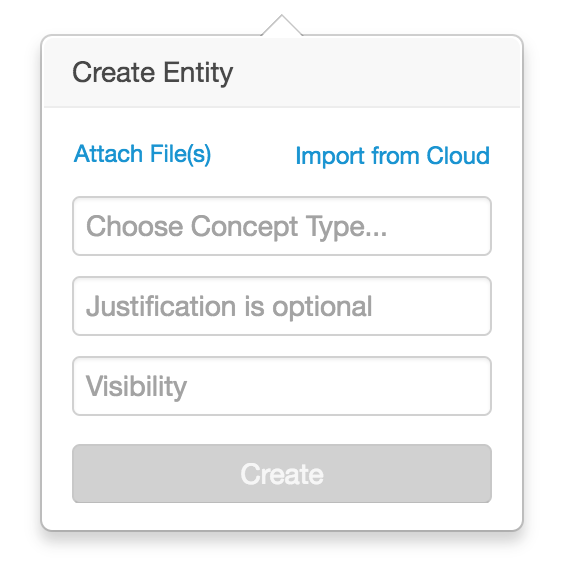 Create Entity
Attach File(s) Import from Cloud
Choose Concept Type...
Justification is optional
Visibility
Create